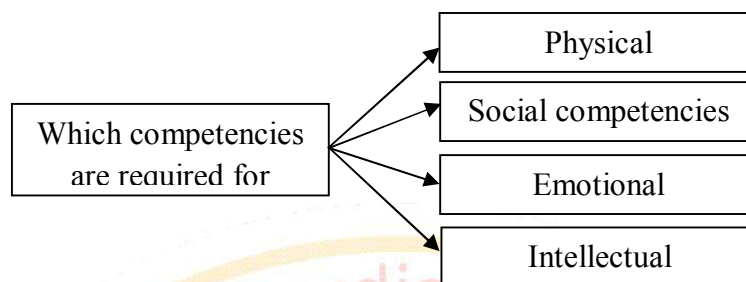 Physical
Social competencies
Which competencies
are required for
Emotional
Intellectual